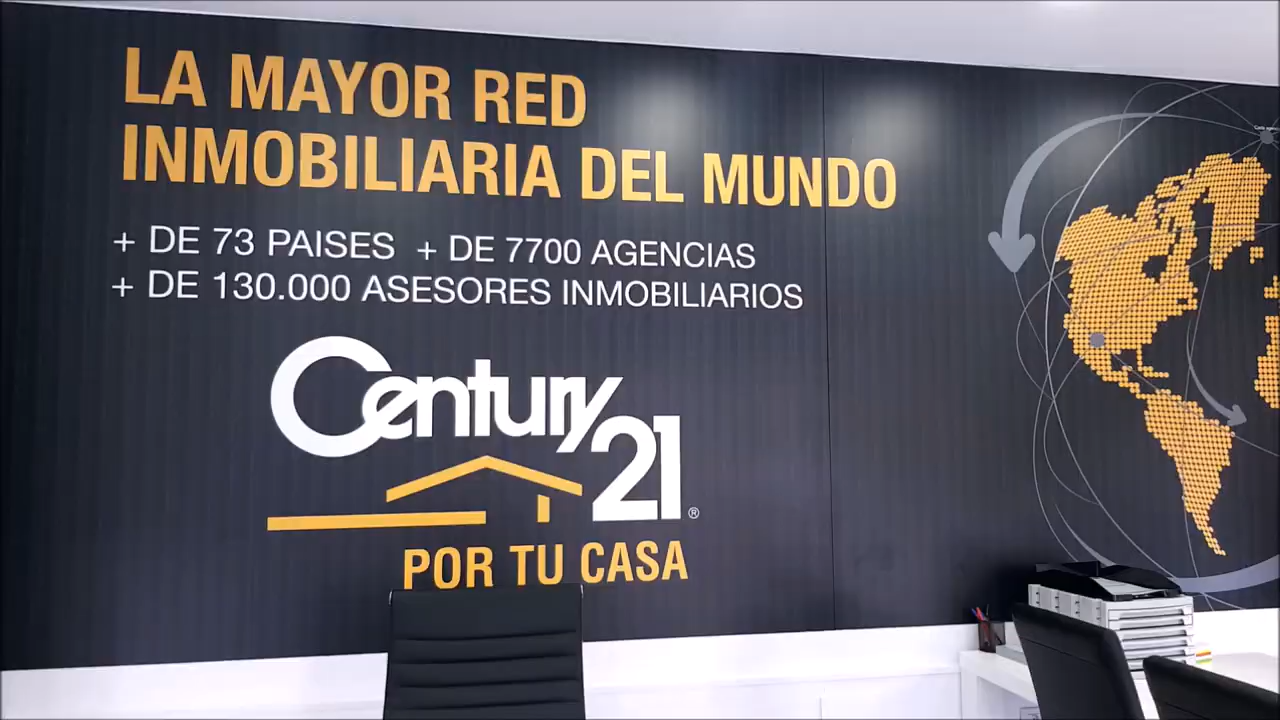 LA MAYOR RED
INMOBILIARIA DEL MUNDO
+ DE 73 PAISES + DE 7700 AGENCIAS
+ DE 130.000 ASESORES INMOBILIARIOS
Century
21®
POR TU CASA